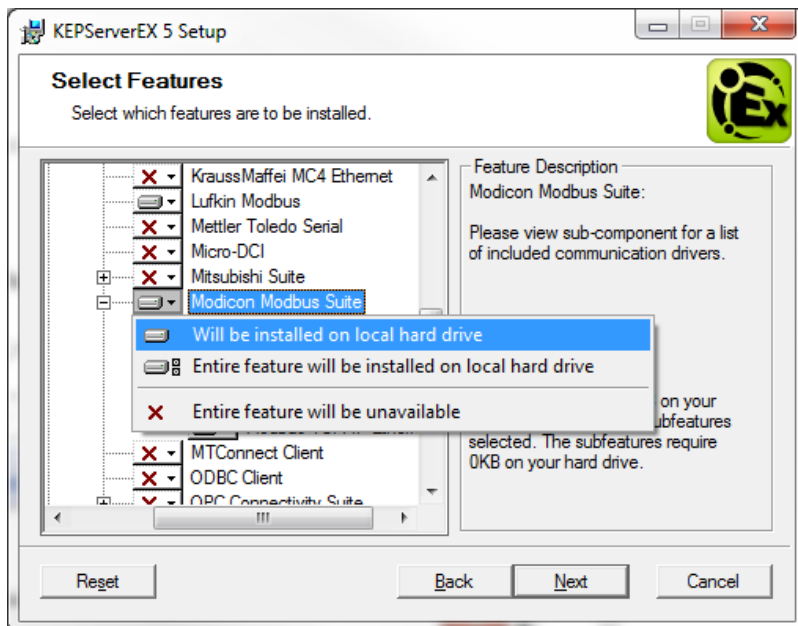 KEPServerEX 5 Setup
Select Features
Select which features are to be installed.
Ex
KraussMaffei MC4 Ethernet
Lufkin Modbus
Mettler Toledo Serial
Micro-DCI
Mitsubishi Suite
Modicon Modbus Suite
Will be installed on local hard drive
Entire feature will be installed on local hard drive
Entire feature will be unavailable
MTConnect Client
ODBC Client
OPC Connectivity Suite
Feature Description
Modicon Modbus Suite:
Please view sub-component for a list
of included communication drivers.
on your
selected. The subfeatures require
0KB on your hard drive.
Reset
Back
Next
Cancel